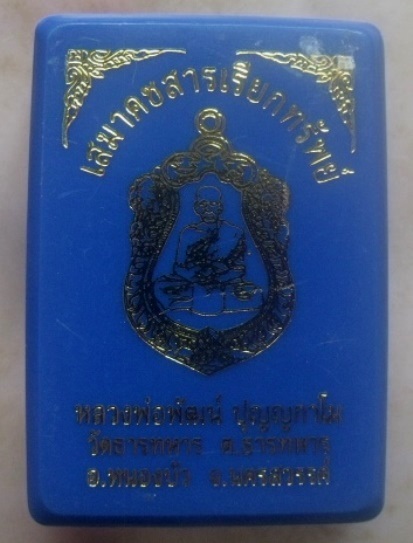 เสมาคชสารเรียกทรัพย์
หลวงพ่อพัฒน์ ปุญญกาโม
วัดธารทหาร ต.ธารทหาร
อ.หนองบัว จ.นครสวรรค์